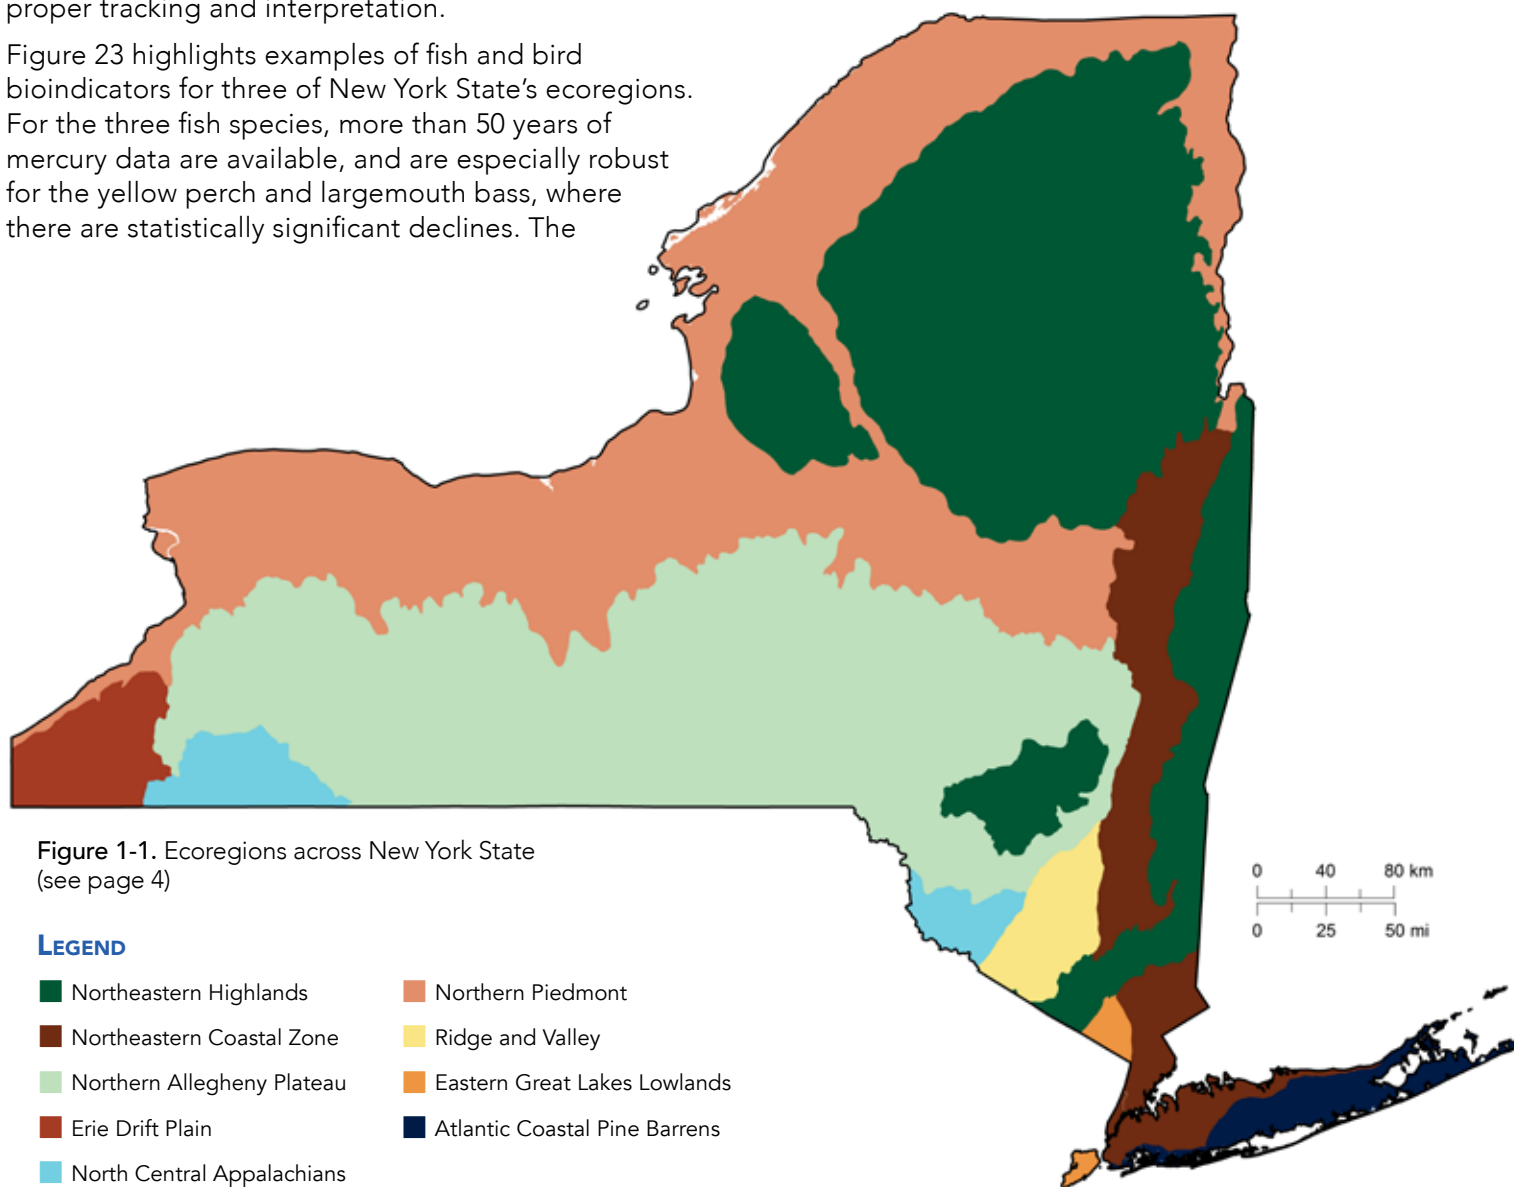 proper tracking and interpretation.
Figure 23 highlights examples of fish and bird
bioindicators for three of New York State's ecoregions.
For the three fish species, more than 50 years of
mercury data are available, and are especially robust
for the yellow perch and largemouth bass, where
there are statistically significant declines. The
Figure 1-1. Ecoregions across New York State
(see page 4)
LEGEND
Northeastern Highlands
Northeastern Coastal Zone
Northern Allegheny Plateau
Erie Drift Plain
North Central Appalachians
Northern Piedmont
Ridge and Valley
Eastern Great Lakes Lowlands
Atlantic Coastal Pine Barrens
0 40 80 km
0 25 50 mi